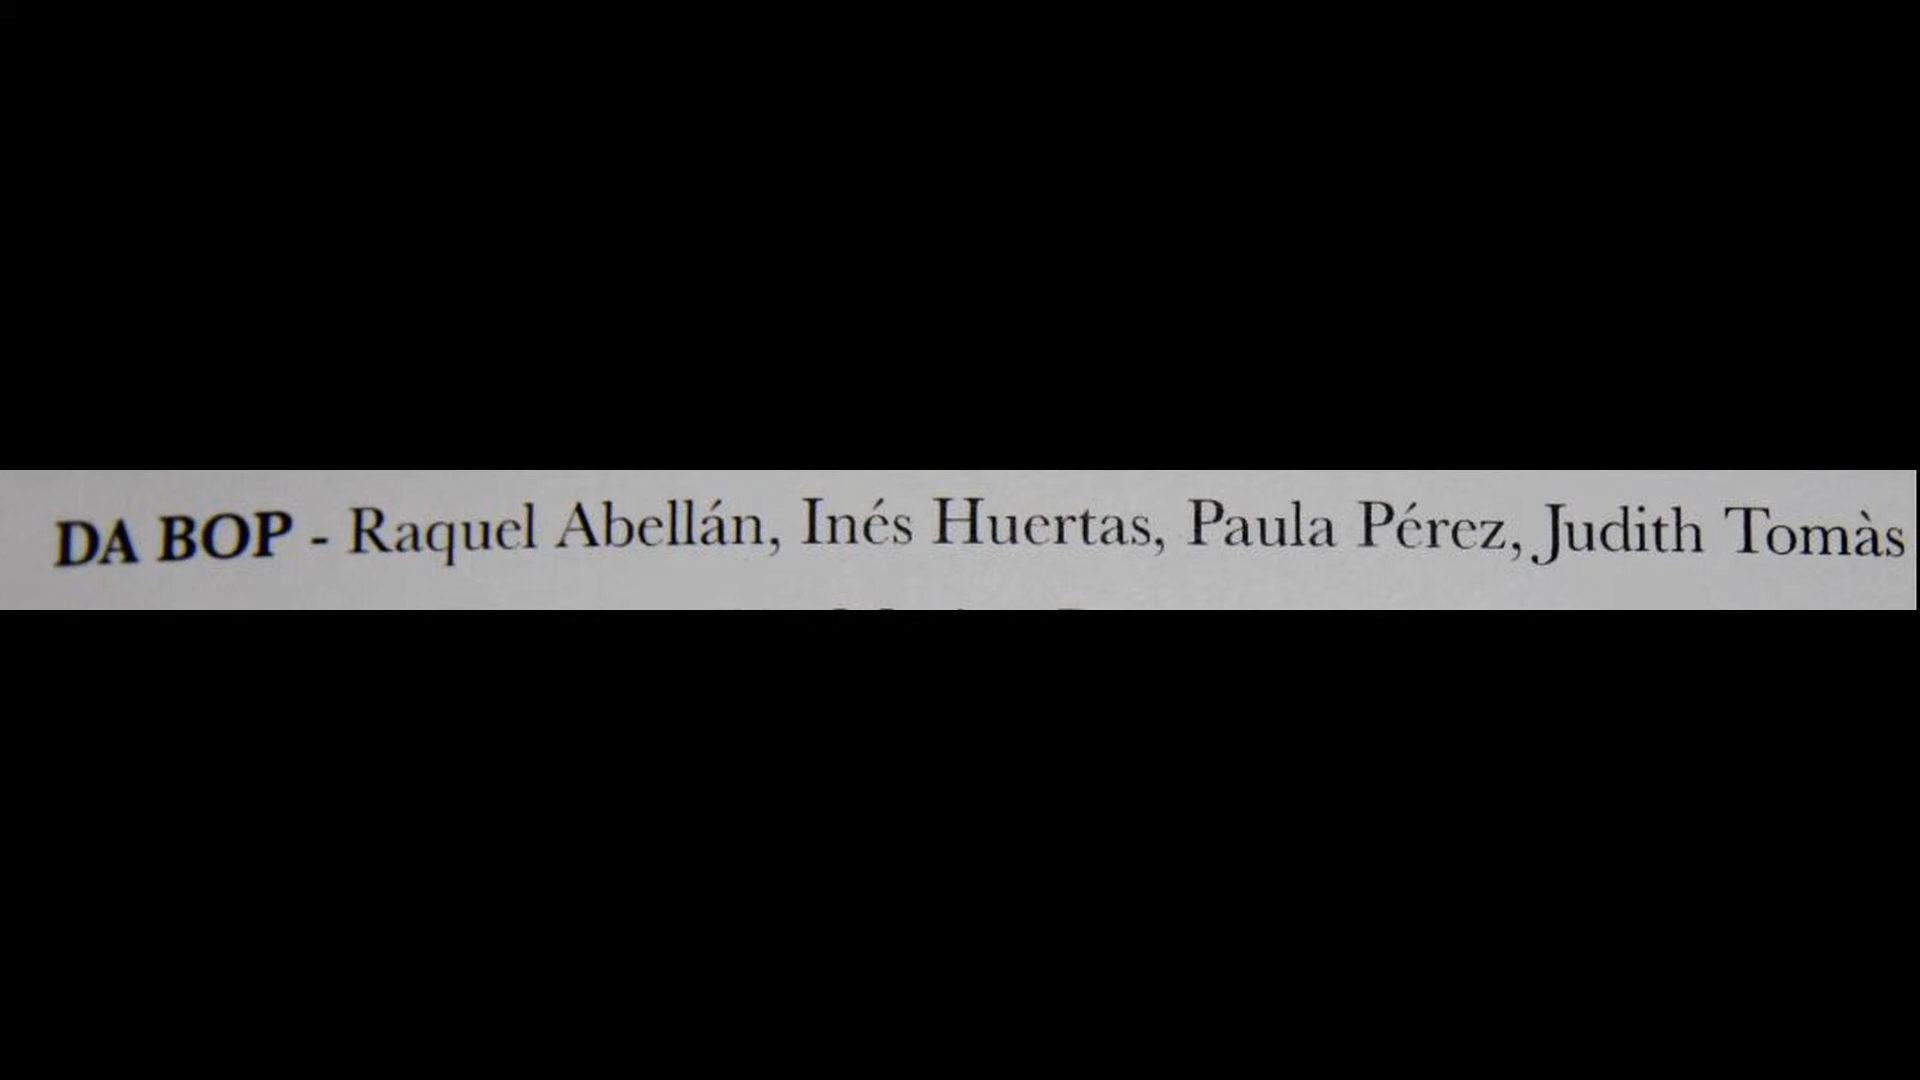 DA BOP - Raquel Abellán, Inés Huertas, Paula Pérez, Judith Tomàs